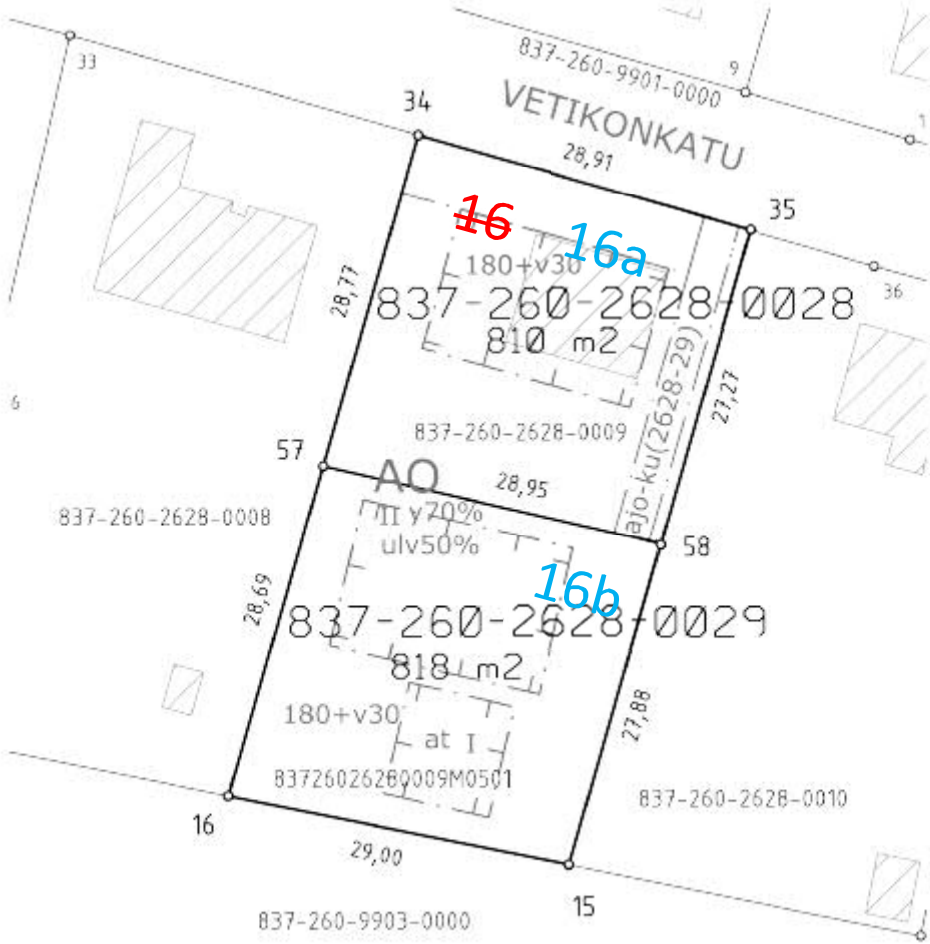 33
837-260-9901-0000
9
1
34
VETIKONKATU
28,91
35
16
16a
180+v30
36
28,77
837-260-2628-0028
810 m2
ajo-ku(2628-29)
27,27
6
837-260-2628-0009
57
AO
28,95
II y70%
ulv50%
837-260-2628-0008
58
16b
28,69
837-260-2628-0029
818 m2
180+v30
27,88
at I
83726026280009M0501
837-260-2628-0010
16
29,00
15
837-260-9903-0000